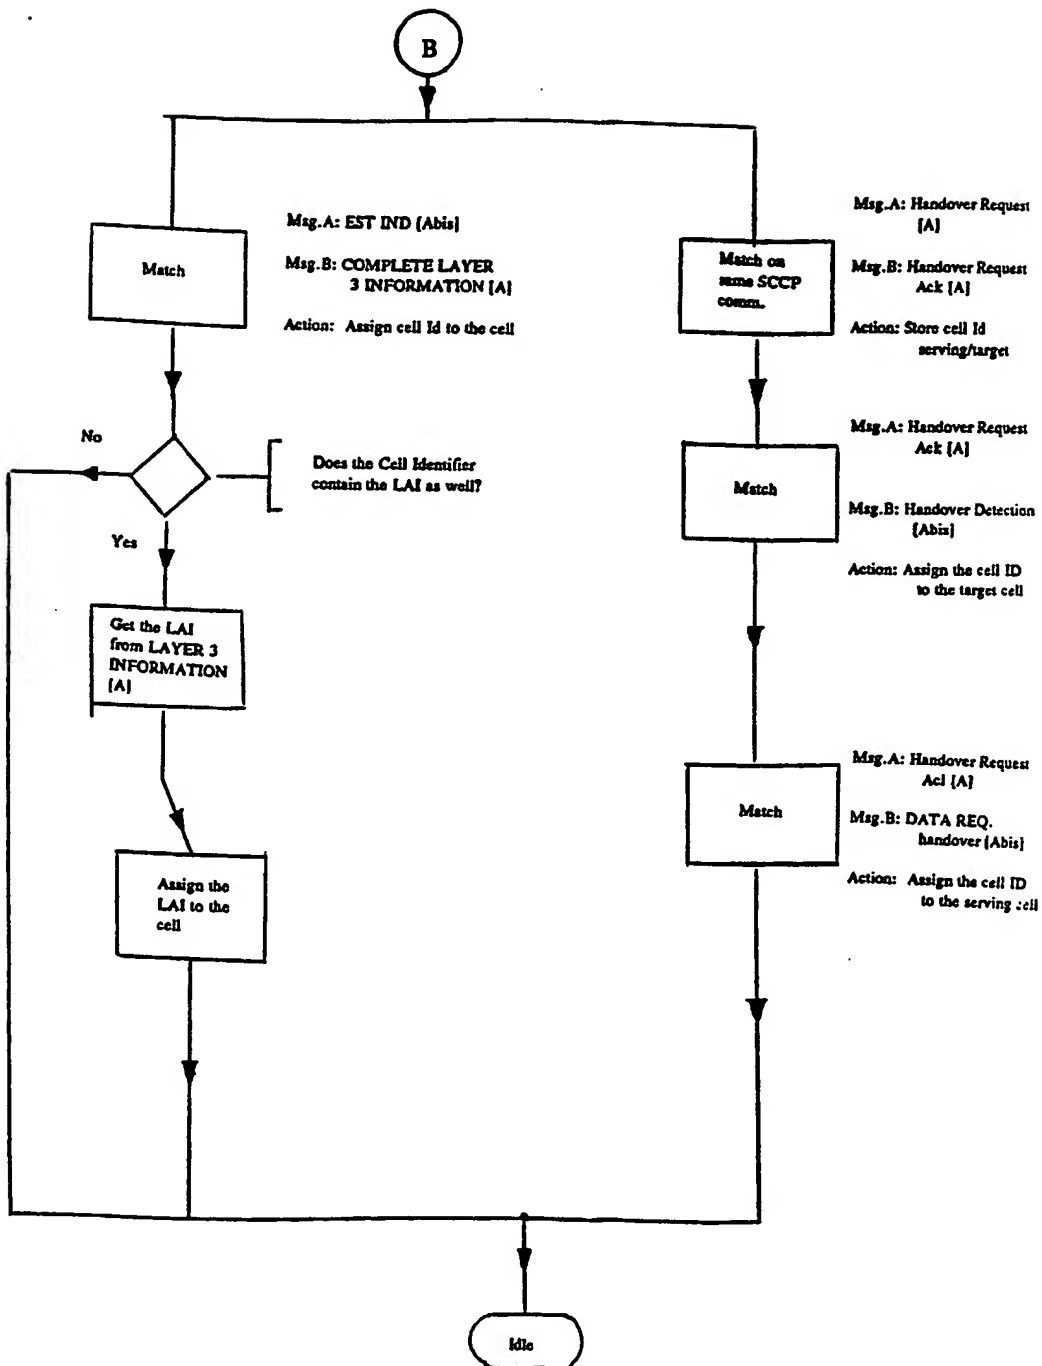 B
Match
Msg.A: EST IND [Abis]
Msg.B: COMPLETE LAYER
3 INFORMATION [A]
Action: Assign cell Id to the cell
No
Does the Cell Identifier
contain the LAI as well?
Yes
Get the LAI
from LAYER 3
INFORMATION
[A]
Assign the
LAI to the
cell
Match on
same SCCP
comm.
Msg.A: Handover Request
[A]
Msg.B: Handover Request
Ack [A]
Action: Store cell Id
serving/target
Match
Msg.A: Handover Request
Ack [A]
Msg.B: Handover Detection
[Abis]
Action: Assign the cell ID
to the target cell
Match
Msg.A: Handover Request
Acl [A]
Msg.B: DATA REQ.
handover [Abis]
Action: Assign the cell ID
to the serving cell
Idle